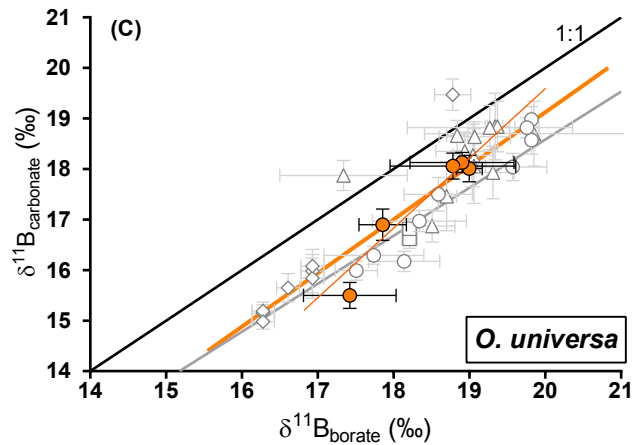 (C)
1:1
21
20
19
18
17
16
15
14
δ¹¹Bcarbonate
(‰)
O. universa
14 15 16 17 18 19 20 21
δ¹¹Bborate (‰)